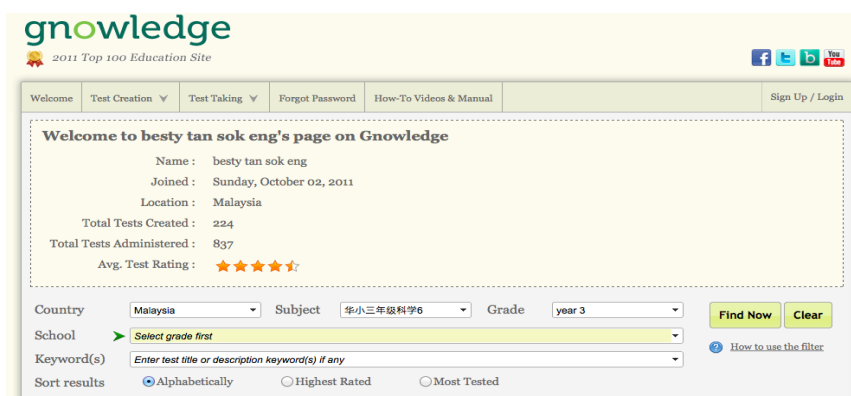 gnowledge
2011 Top 100 Education Site
f t b You Tube
Welcome Test Creation Test Taking Forgot Password How-To Videos & Manual Sign Up / Login
Welcome to besty tan sok eng's page on Gnowledge
Name : besty tan sok eng
Joined : Sunday, October 02, 2011
Location : Malaysia
Total Tests Created : 224
Total Tests Administered : 837
Avg. Test Rating :
Country Malaysia Subject 华小三年级科学6 Grade year 3 Find Now Clear
School Select grade first
? How to use the filter
Keyword(s) Enter test title or description keyword(s) if any
Sort results Alphabetically Highest Rated Most Tested